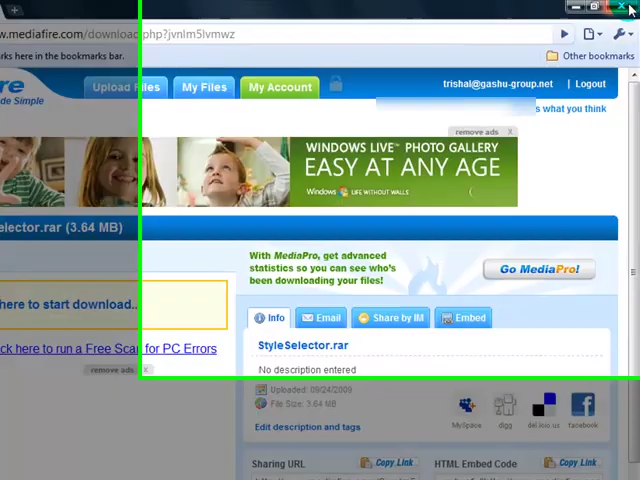 w.mediafire.com/download.php?jvnlm5lvmwz
ks here in the bookmarks bar.
Other bookmarks
Upload Files
My Files
My Account
trishal@gashu-group.net | Logout
de Simple
s what you think
remove ads X
WINDOWS LIVE™ PHOTO GALLERY
EASY AT ANY AGE
Windows LIFE WITHOUT WALLS
elector.rar (3.64 MB)
With MediaPro, get advanced
statistics so you can see who's
been downloading your files!
Go MediaPro!
here to start download..
Info
Email
Share by IM
Embed
StyleSelector.rar
ck here to run a Free Scan for PC Errors
remove ads X
No description entered
Uploaded: 09/24/2009
File Size: 3.64 MB
MySpace
digg
del.icio.us
facebook
Edit description and tags
Sharing URL
Copy Link
HTML Embed Code
Copy Link